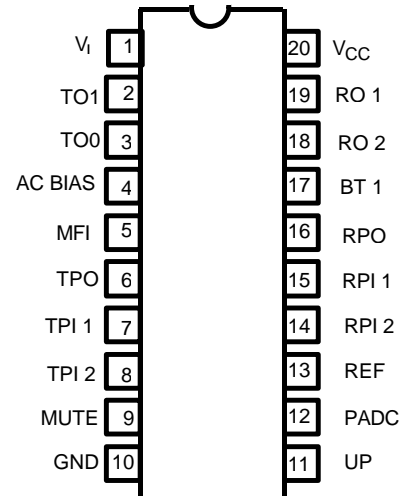 VI 1 20 VCC
TO1 2 19 RO 1
TO0 3 18 RO 2
AC BIAS 4 17 BT 1
MFI 5 16 RPO
TPO 6 15 RPI 1
TPI 1 7 14 RPI 2
TPI 2 8 13 REF
MUTE 9 12 PADC
GND 10 11 UP